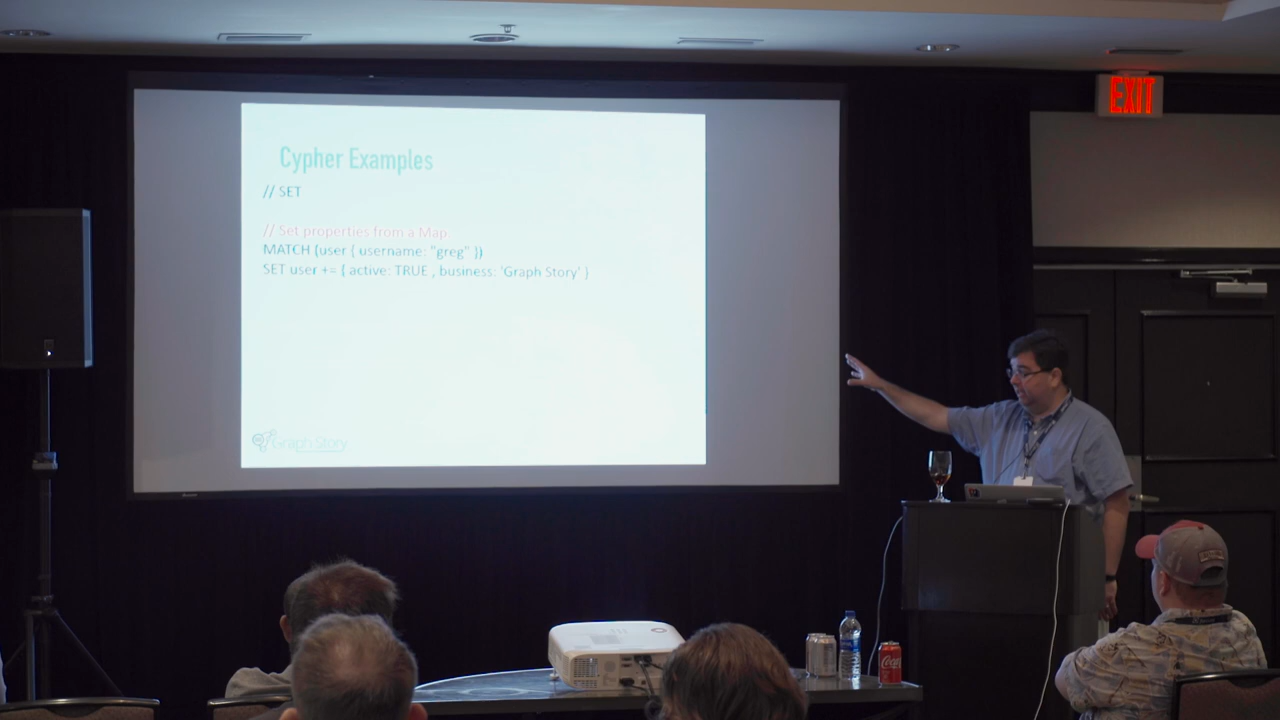 EXIT
Cypher Examples
// SET
// Set properties from a Map
MATCH (user { username: "greg" })
SET user += { active: TRUE , business: 'Graph Story' }
Graph Story